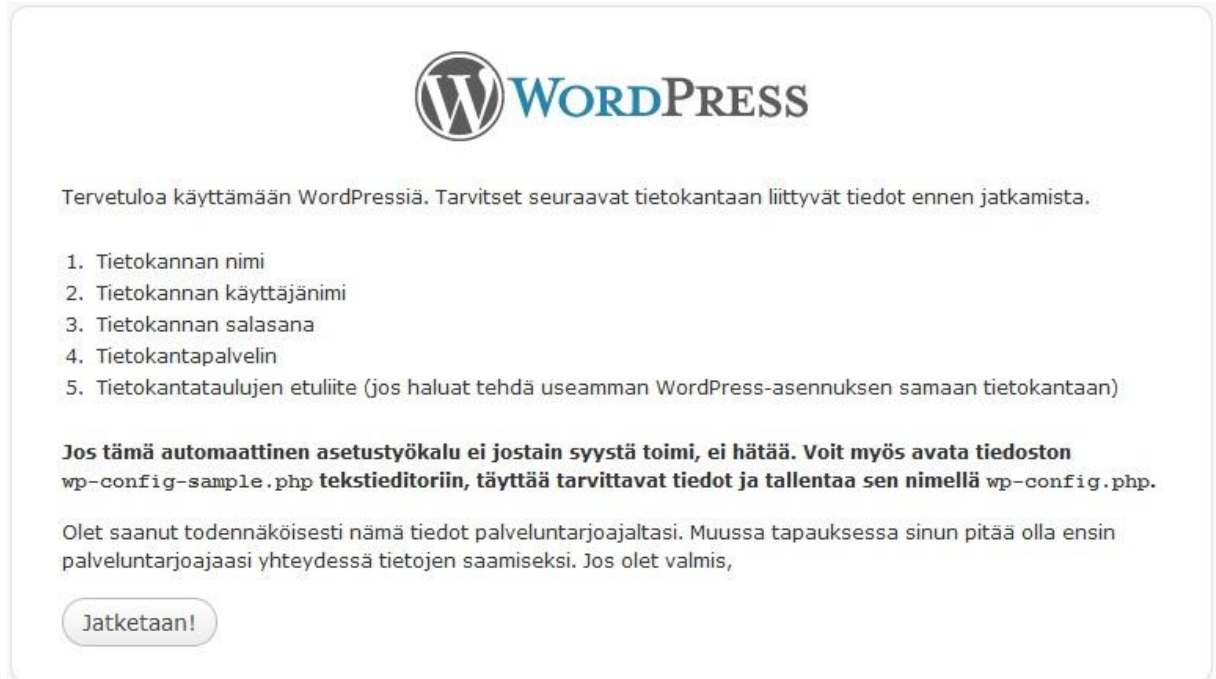 WORDPRESS
Tervetuloa käyttämään WordPressiä. Tarvitset seuraavat tietokantaan liittyvät tiedot ennen jatkamista.
1. Tietokannan nimi
2. Tietokannan käyttäjänimi
3. Tietokannan salasana
4. Tietokantapalvelin
5. Tietokantataulujen etuliite (jos haluat tehdä useamman WordPress-asennuksen samaan tietokantaan)
Jos tämä automaattinen asetustyökalu ei jostain syystä toimi, ei hätää. Voit myös avata tiedoston
wp-config-sample.php tekstieditoriin, täyttää tarvittavat tiedot ja tallentaa sen nimellä wp-config.php.
Olet saanut todennäköisesti nämä tiedot palveluntarjoajaltasi. Muussa tapauksessa sinun pitää olla ensin
palveluntarjoajaasi yhteydessä tietojen saamiseksi. Jos olet valmis,
Jatketaan!